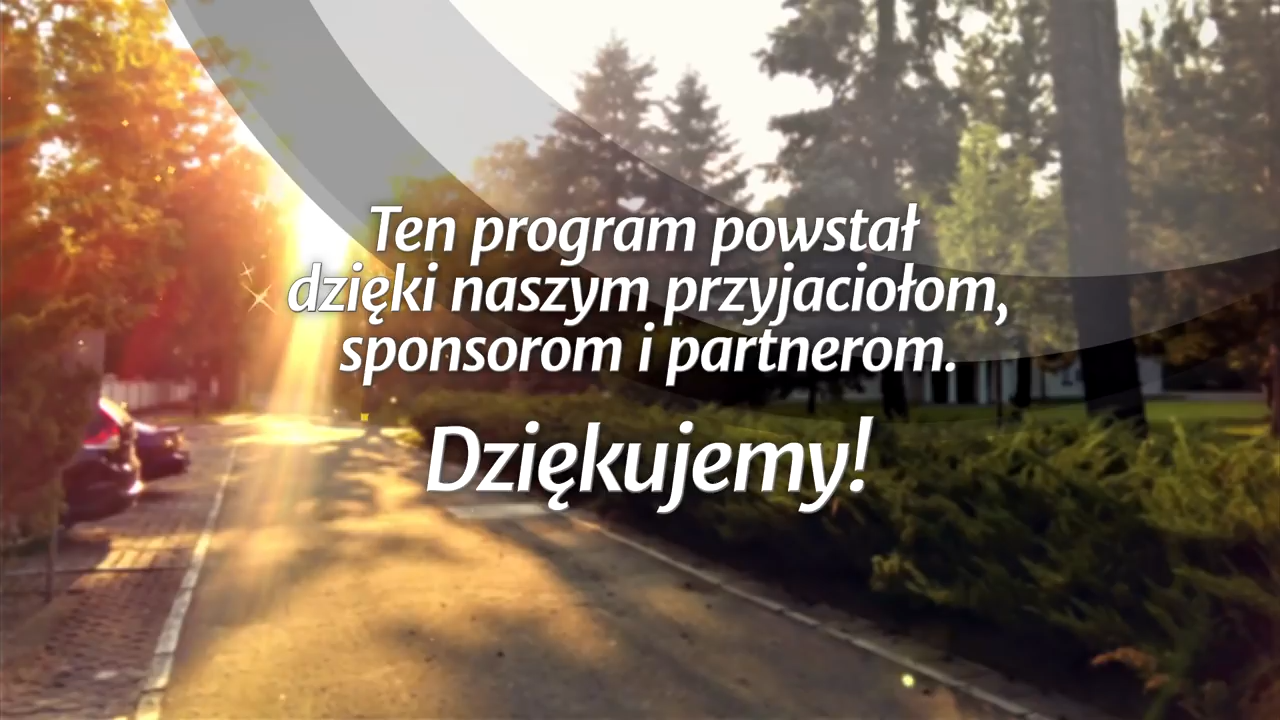 Ten program powstał
dzięki naszym przyjaciołom,
sponsorom i partnerom.
Dziękujemy!